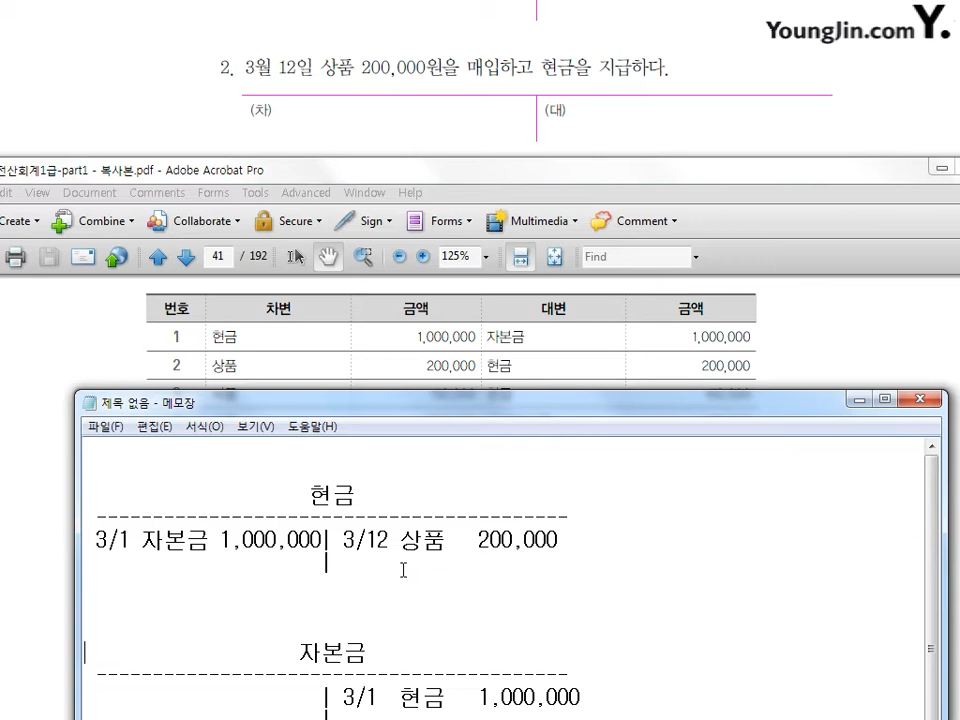 YoungJin.com Y.
2. 3월 12일 상품 200,000원을 매입하고 현금을 지급하다.
(차) (대)
전산회계1급-part1 - 복사본.pdf - Adobe Acrobat Pro
dit View Document Comments Forms Tools Advanced Window Help
Create Combine Collaborate Secure Sign Forms Multimedia Comment
41 / 192 125% Find
번호 차변 금액 대변 금액
1 현금 1,000,000 자본금 1,000,000
2 상품 200,000 현금 200,000
제목 없음 - 메모장
파일(F) 편집(E) 서식(O) 보기(V) 도움말(H)
현금
------------------------------------------
3/1 자본금 1,000,000| 3/12 상품 200,000
|
자본금
------------------------------------------
| 3/1 현금 1,000,000